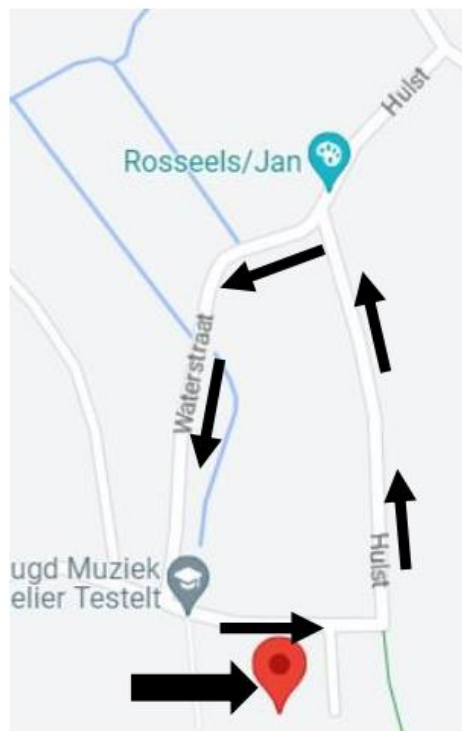 Hulst
Rosseels/Jan
Waterstraat
Hulst
ugd Muziek
elier Testelt